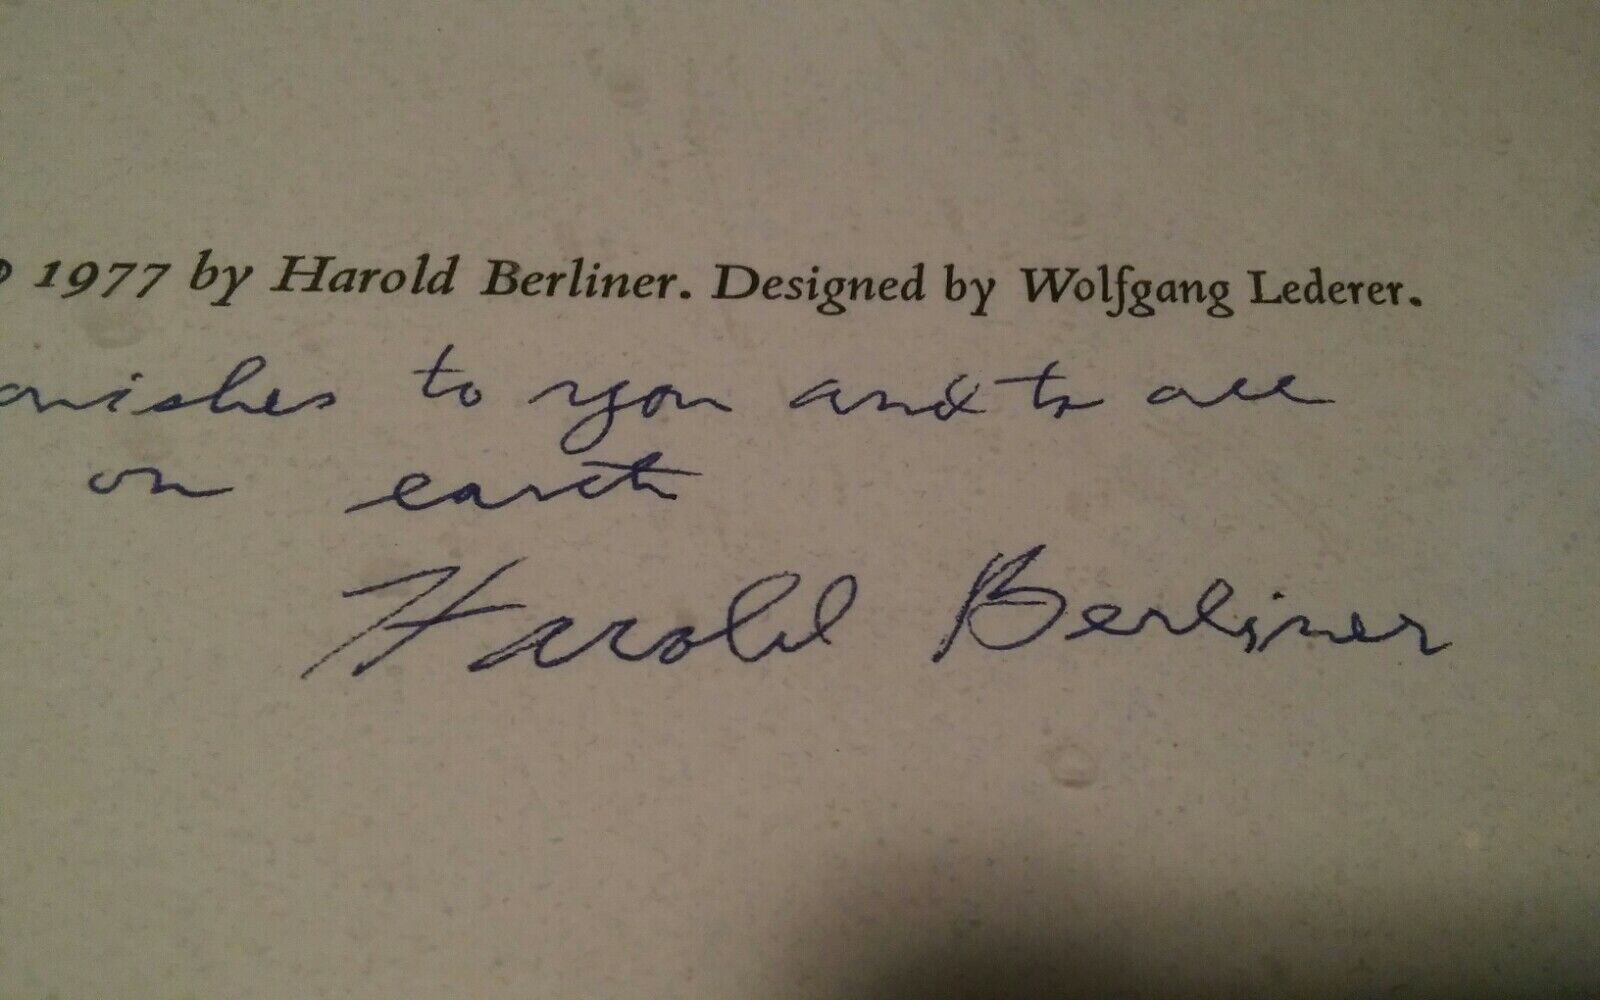 © 1977 by Harold Berliner. Designed by Wolfgang Lederer.
wishes to you and to all
on earth
Harold Berliner